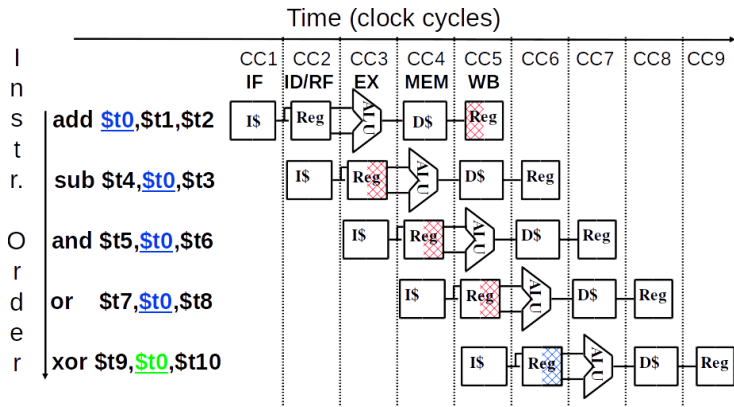 Time (clock cycles)
CC1 CC2 CC3 CC4 CC5 CC6 CC7 CC8 CC9
IF ID/RF EX MEM WB
Instr. Order
add $t0,$t1,$t2 I$ Reg ALU D$ Reg
sub $t4,$t0,$t3 I$ Reg ALU D$ Reg
and $t5,$t0,$t6 I$ Reg ALU D$ Reg
or $t7,$t0,$t8 I$ Reg ALU D$ Reg
xor $t9,$t0,$t10 I$ Reg ALU D$ Reg